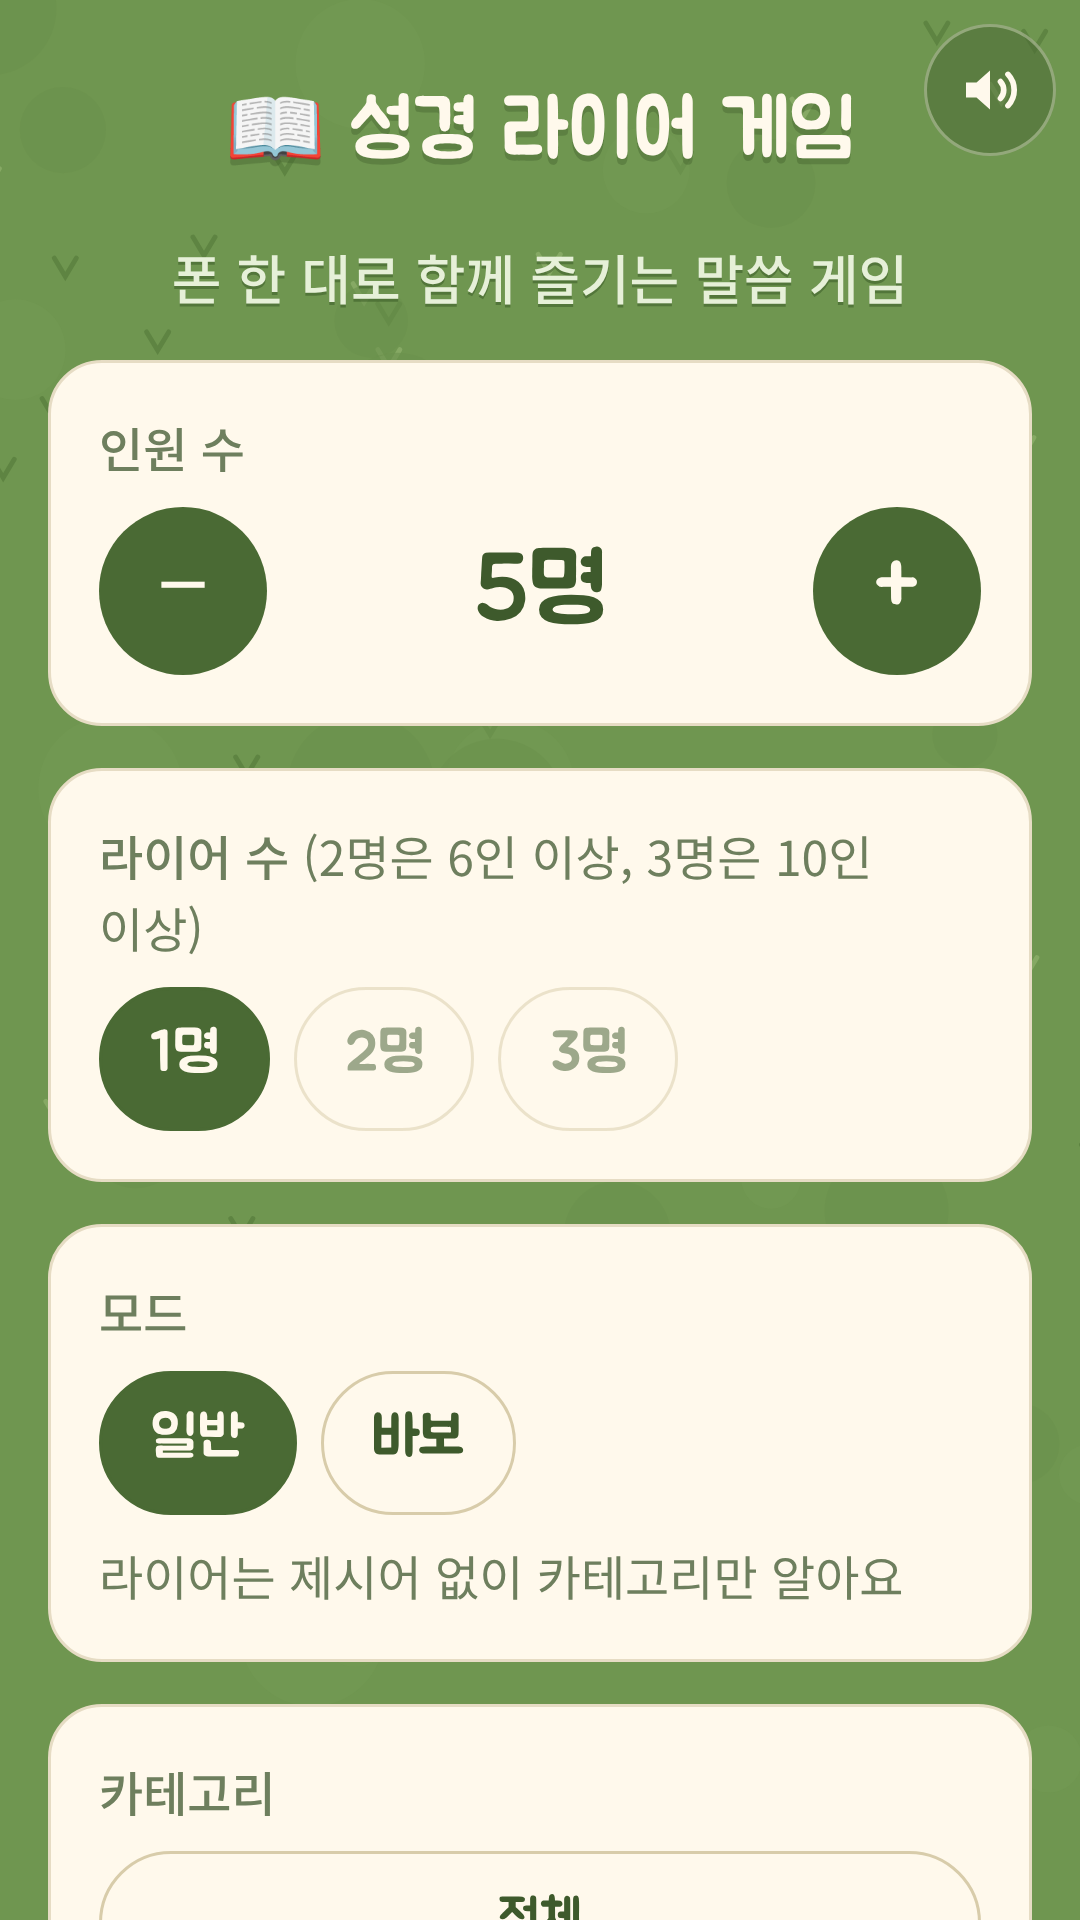 성경 라이어 게임
폰 한 대로 함께 즐기는 말씀 게임
인원 수
−
5명
+
라이어 수 (2명은 6인 이상, 3명은 10인
이상)
1명
2명
3명
모드
일반
바보
라이어는 제시어 없이 카테고리만 알아요
카테고리
전체